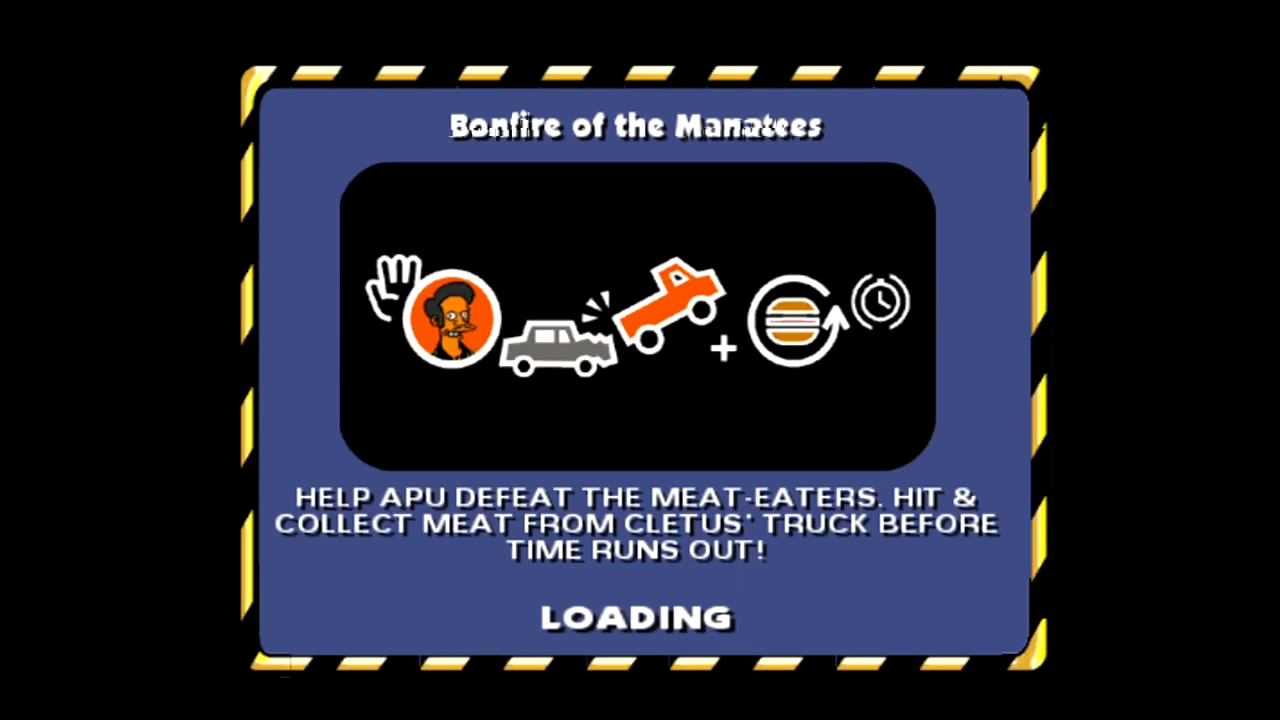 Bonfire of the Manatees
HELP APU DEFEAT THE MEAT-EATERS. HIT &
COLLECT MEAT FROM CLETUS' TRUCK BEFORE
TIME RUNS OUT!
LOADING